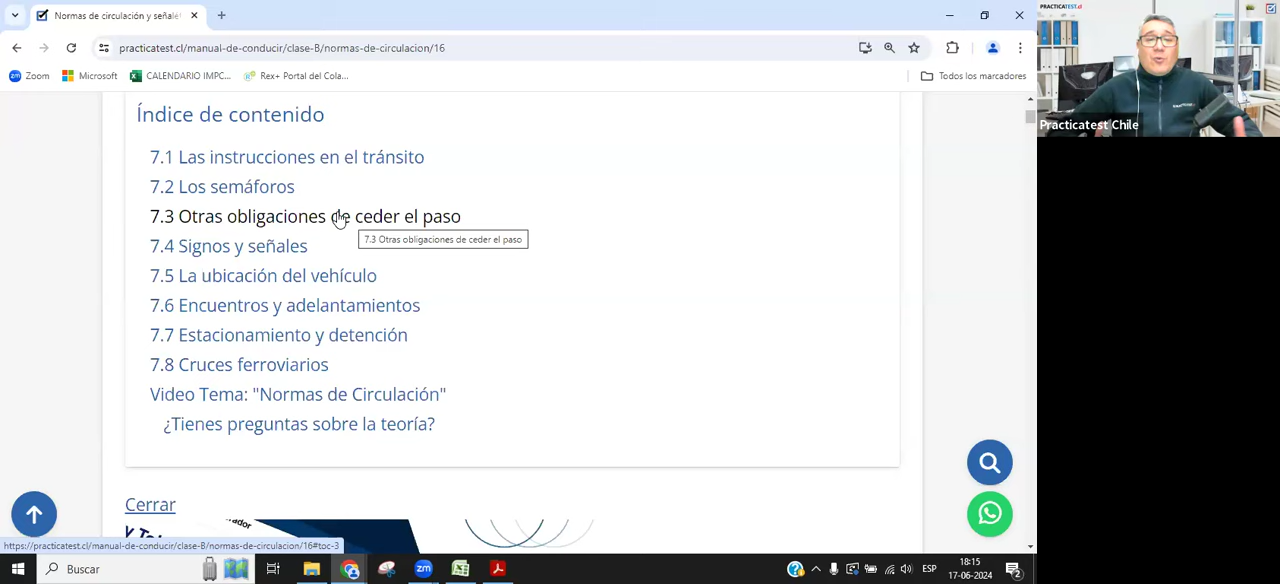 Normas de circulación y señalét
practicatest.cl/manual-de-conducir/clase-B/normas-de-circulacion/16
Zoom
Microsoft
CALENDARIO IMPC...
Rex+ Portal del Cola...
Todos los marcadores
PRACTICATEST.cl
Practicatest Chile
Índice de contenido
7.1 Las instrucciones en el tránsito
7.2 Los semáforos
7.3 Otras obligaciones de ceder el paso
7.3 Otras obligaciones de ceder el paso
7.4 Signos y señales
7.5 La ubicación del vehículo
7.6 Encuentros y adelantamientos
7.7 Estacionamiento y detención
7.8 Cruces ferroviarios
Video Tema: "Normas de Circulación"
¿Tienes preguntas sobre la teoría?
Cerrar
https://practicatest.cl/manual-de-conducir/clase-B/normas-de-circulacion/16#toc-3
Buscar
zm
ESP
18:15
17-06-2024
2